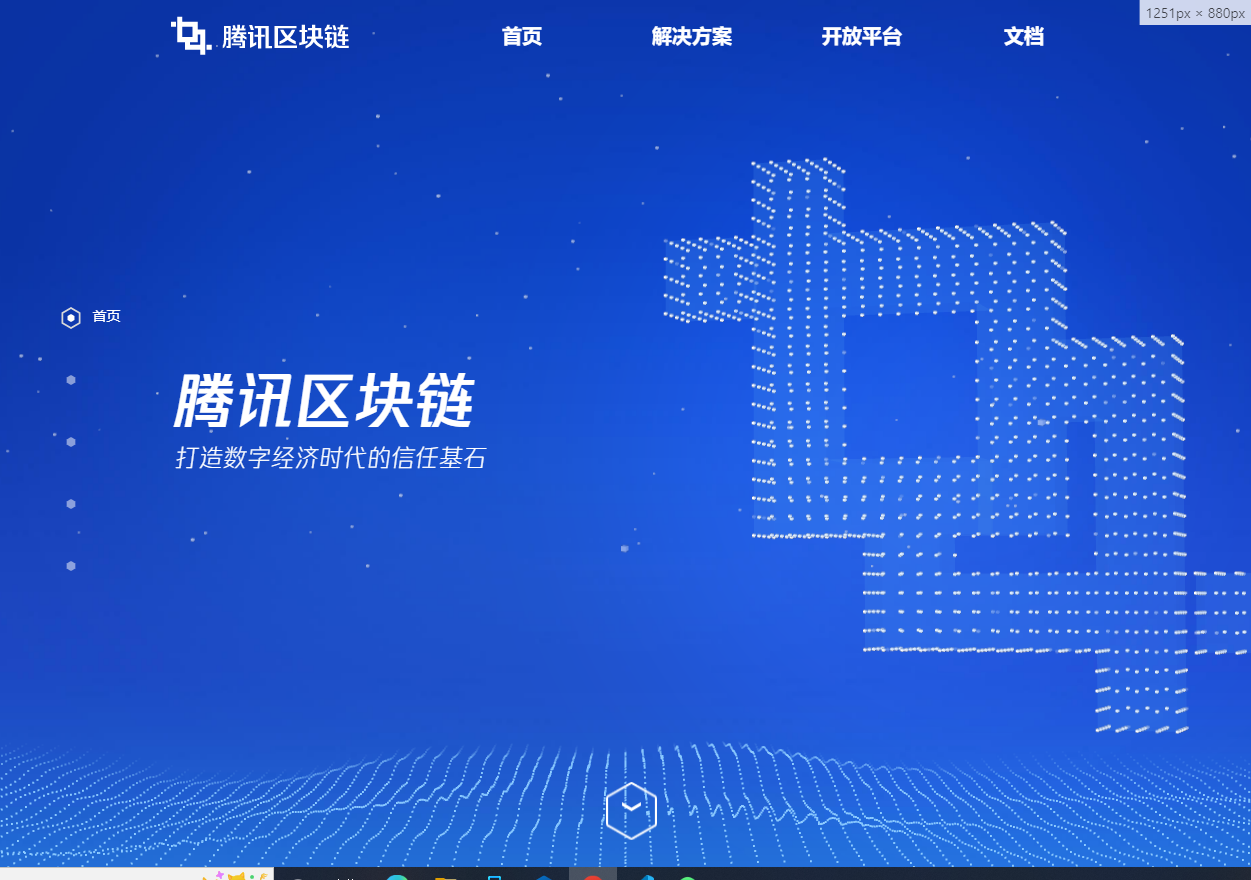 1251px × 880px
腾讯区块链
首页
解决方案
开放平台
文档
首页
腾讯区块链
打造数字经济时代的信任基石